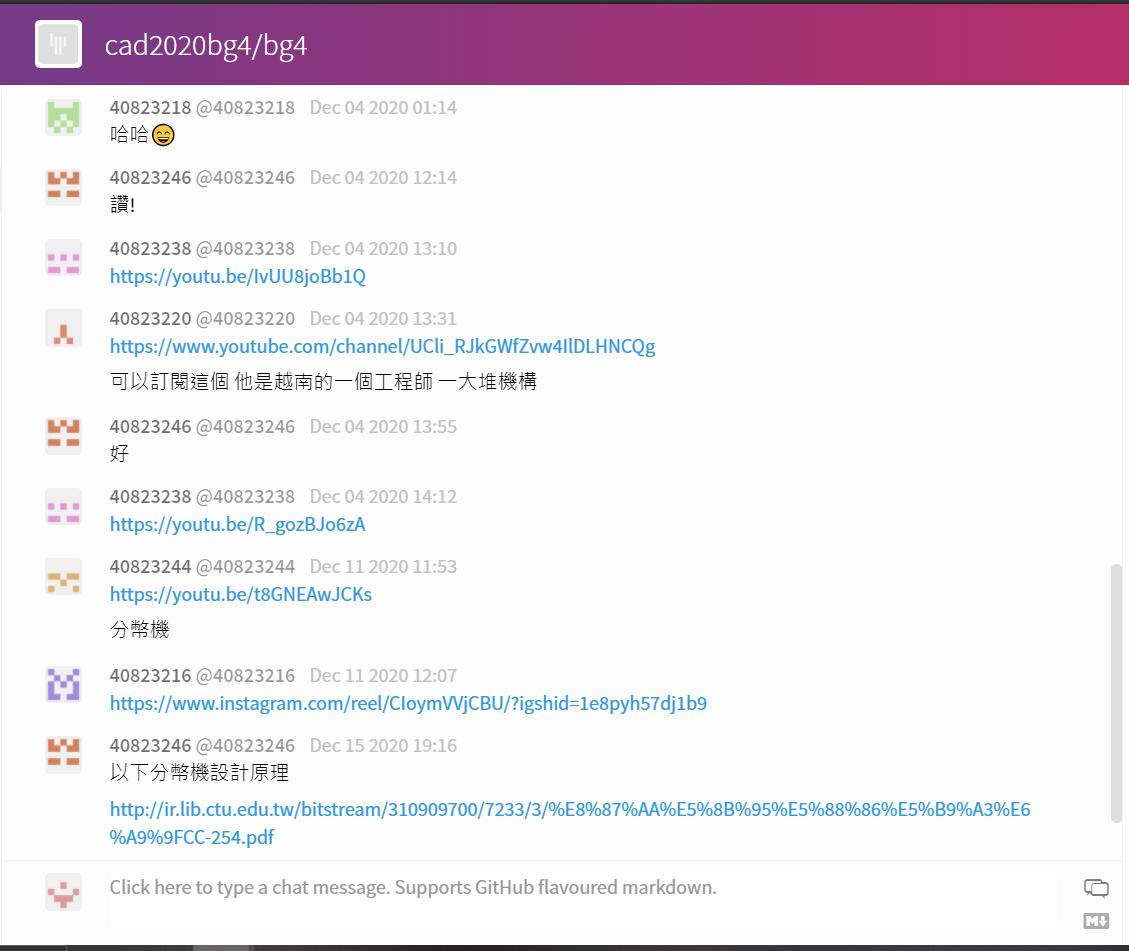 cad2020bg4/bg4
40823218 @40823218 Dec 04 2020 01:14
哈哈😄
40823246 @40823246 Dec 04 2020 12:14
讚!
40823238 @40823238 Dec 04 2020 13:10
https://youtu.be/IvUU8joBb1Q
40823220 @40823220 Dec 04 2020 13:31
https://www.youtube.com/channel/UCli_RJkGWfZvw4IlDLHNCQg
可以訂閱這個 他是越南的一個工程師 一大堆機構
40823246 @40823246 Dec 04 2020 13:55
好
40823238 @40823238 Dec 04 2020 14:12
https://youtu.be/R_gozBJo6zA
40823244 @40823244 Dec 11 2020 11:53
https://youtu.be/t8GNEAwJCKs
分幣機
40823216 @40823216 Dec 11 2020 12:07
https://www.instagram.com/reel/CIoymVVjCBU/?igshid=1e8pyh57dj1b9
40823246 @40823246 Dec 15 2020 19:16
以下分幣機設計原理
http://ir.lib.ctu.edu.tw/bitstream/310909700/7233/3/%E8%87%AA%E5%8B%95%E5%88%86%E5%B9%A3%E6
%A9%9FCC-254.pdf
Click here to type a chat message. Supports GitHub flavoured markdown.
M